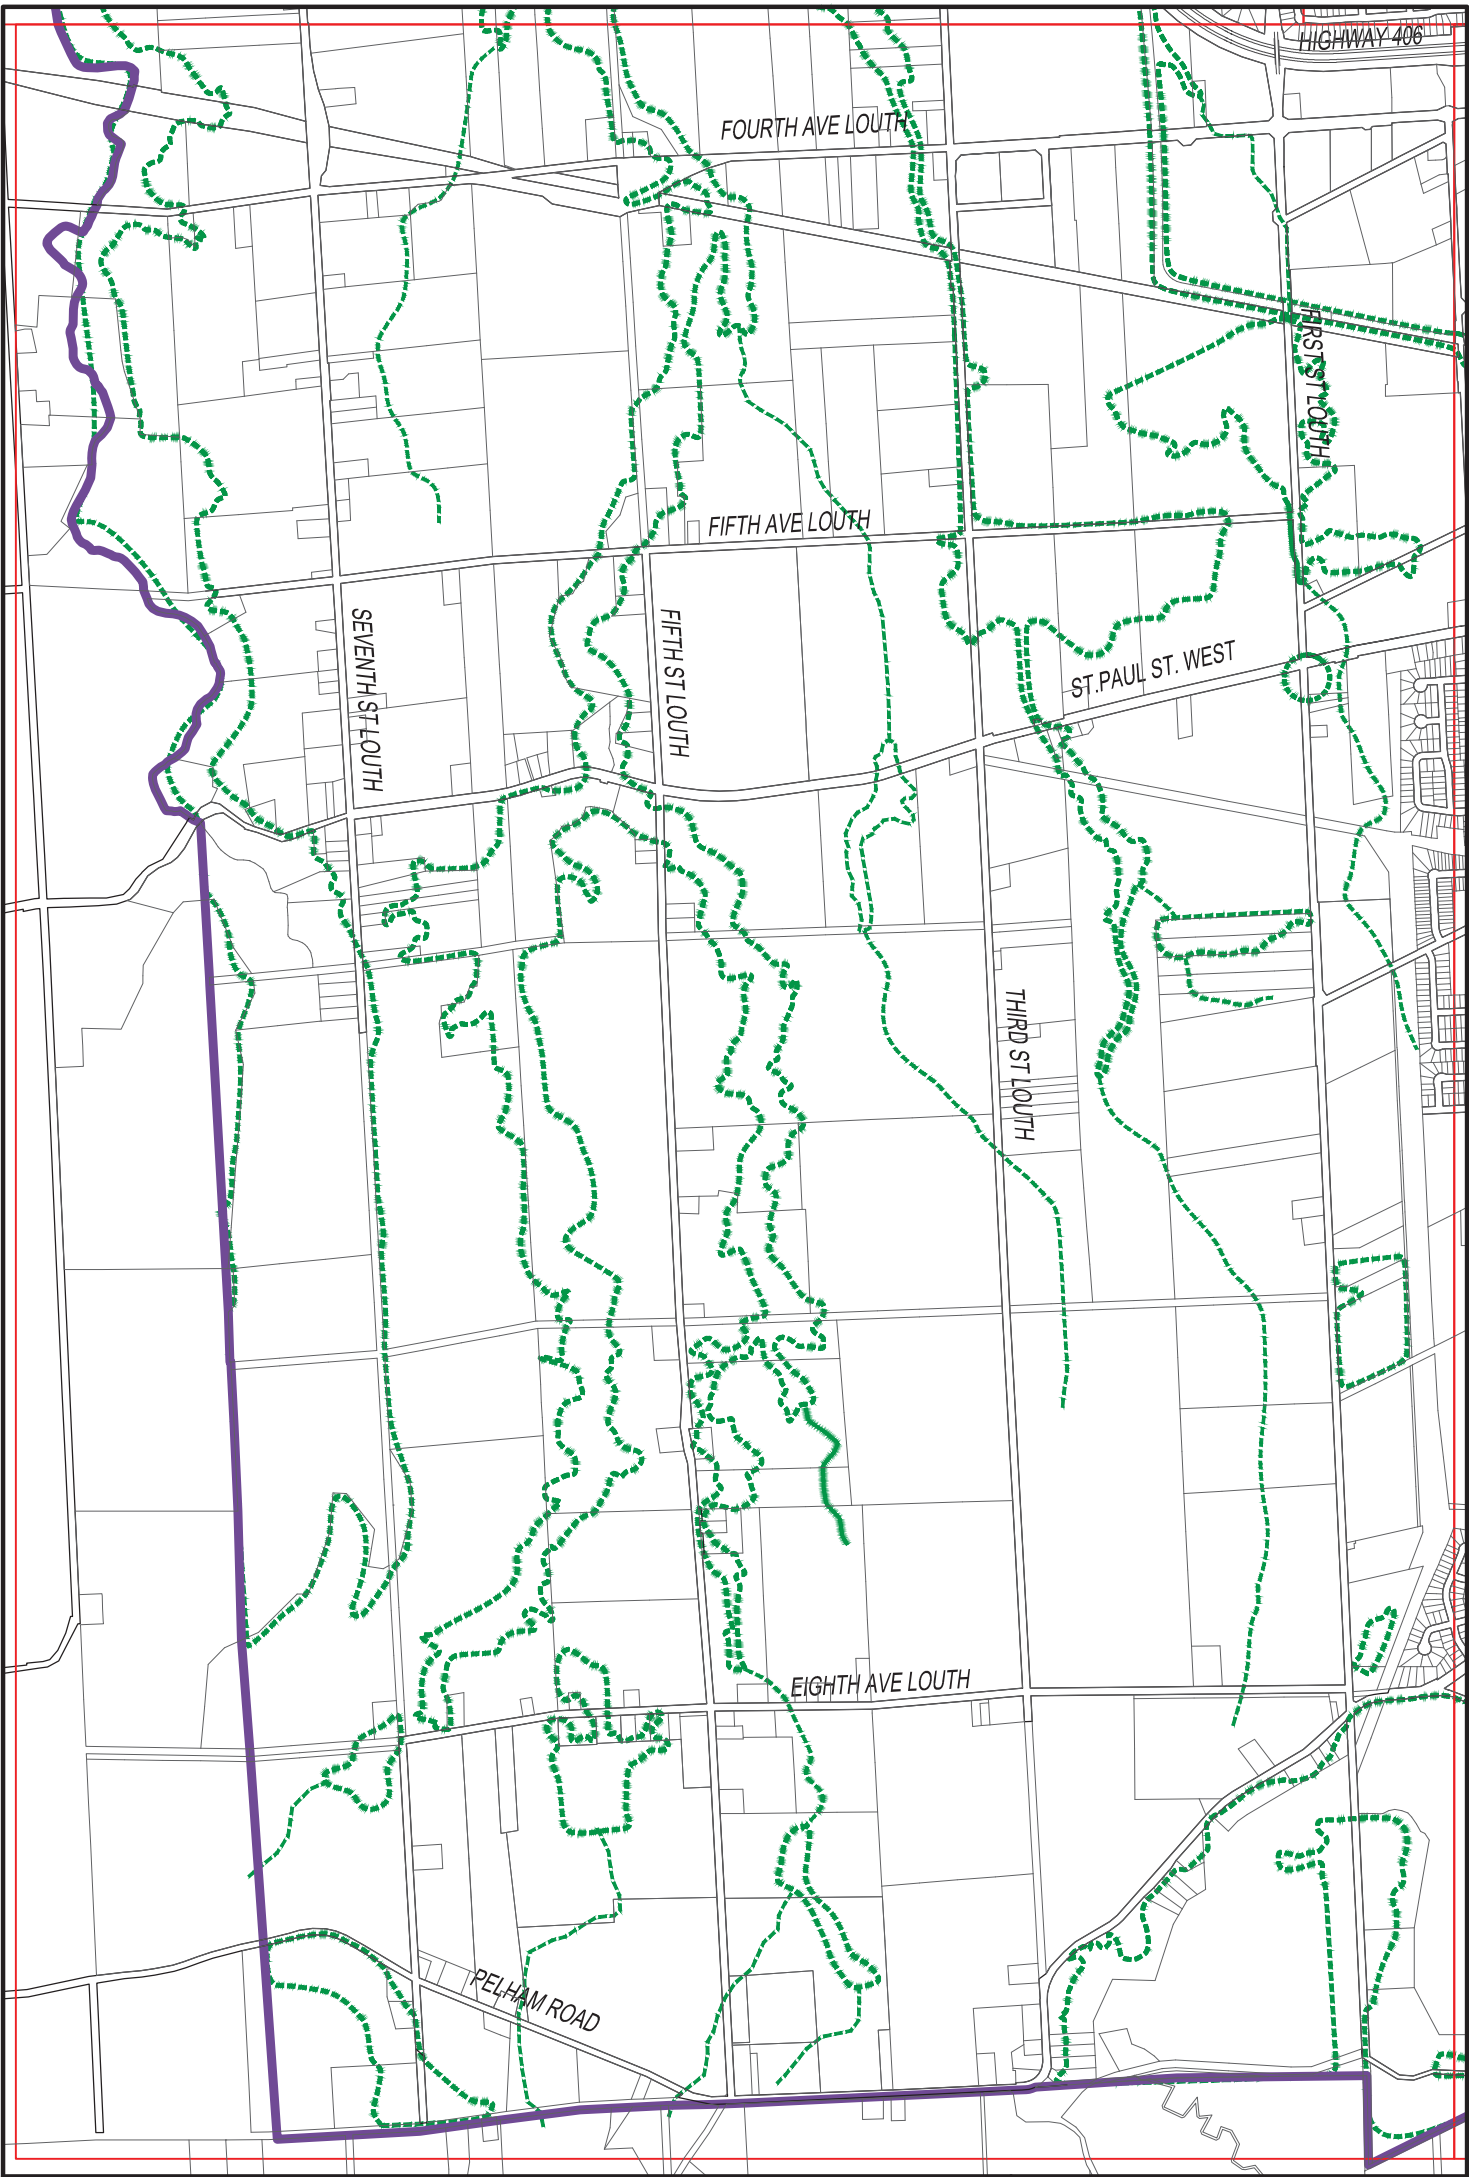 HIGHWAY 406
FOURTH AVE LOUTH
FIRST ST LOUTH
FIFTH AVE LOUTH
SEVENTH ST LOUTH
FIFTH ST LOUTH
ST.PAUL ST. WEST
THIRD ST LOUTH
EIGHTH AVE LOUTH
PELHAM ROAD